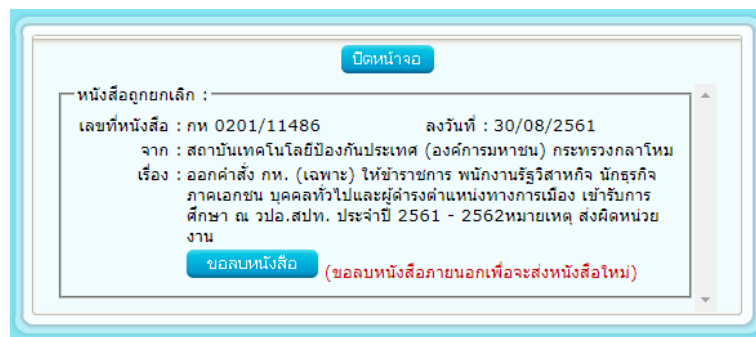 ปิดหน้าจอ
หนังสือถูกยกเลิก :
เลขที่หนังสือ : กห 0201/11486 ลงวันที่ : 30/08/2561
จาก : สถาบันเทคโนโลยีป้องกันประเทศ (องค์การมหาชน) กระทรวงกลาโหม
เรื่อง : ออกคำสั่ง กห. (เฉพาะ) ให้ข้าราชการ พนักงานรัฐวิสาหกิจ นักธุรกิจ
ภาคเอกชน บุคคลทั่วไปและผู้ดำรงตำแหน่งทางการเมือง เข้ารับการ
ศึกษา ณ วปอ.สปท. ประจำปี 2561 - 2562หมายเหตุ ส่งผิดหน่วย
งาน
ขอลบหนังสือ (ขอลบหนังสือภายนอกเพื่อจะส่งหนังสือใหม่)